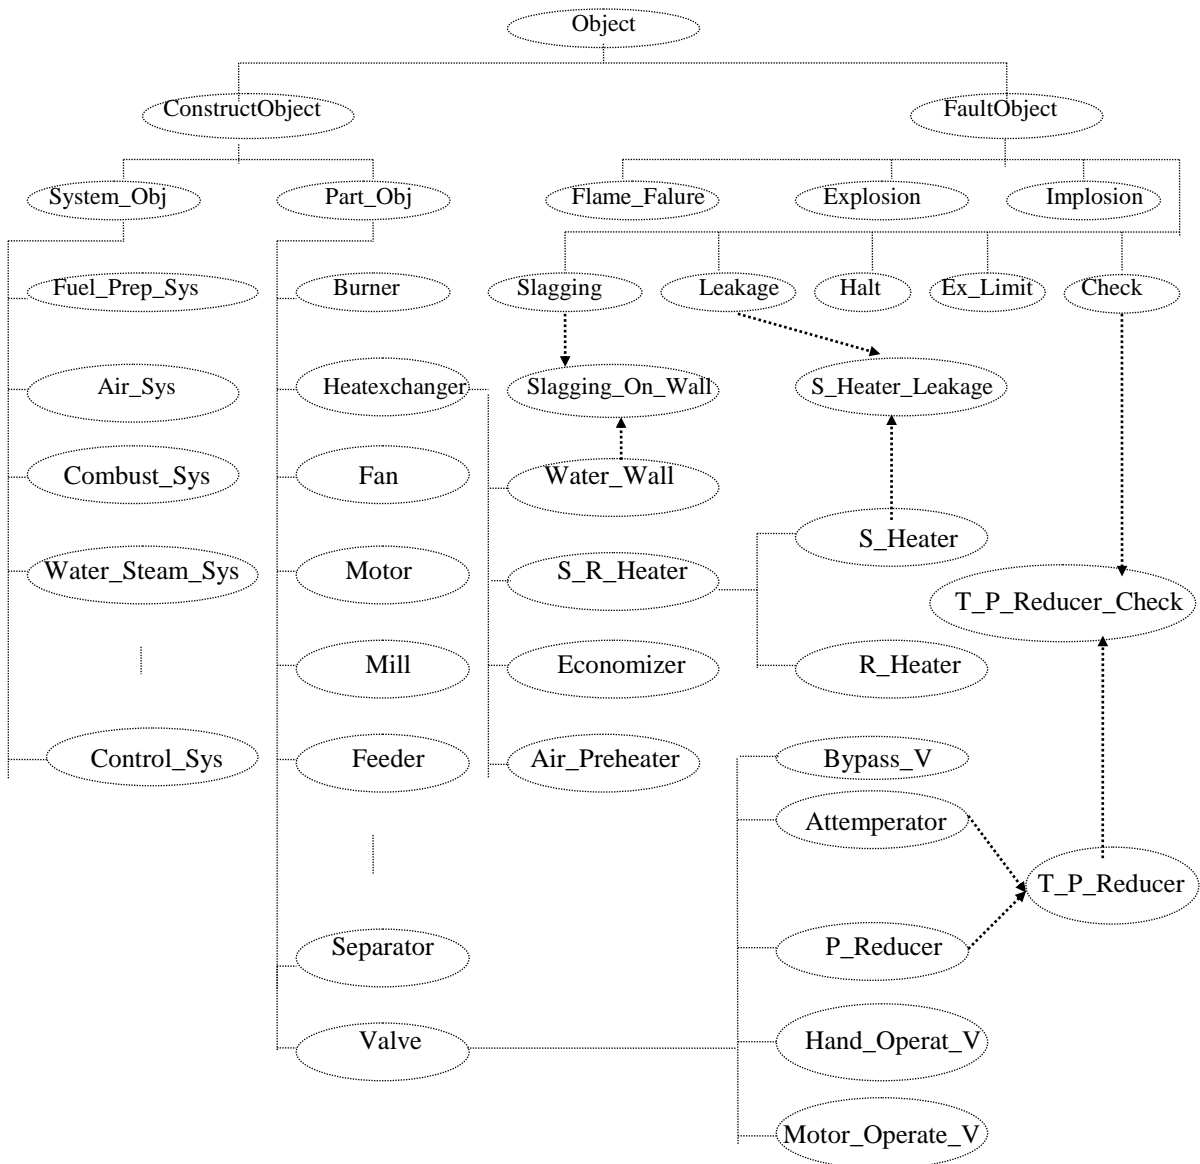 Object
ConstructObject
FaultObject
System_Obj
Part_Obj
Flame_Falure
Explosion
Implosion
Fuel_Prep_Sys
Burner
Slagging
Leakage
Halt
Ex_Limit
Check
Air_Sys
Heatexchanger
Slagging_On_Wall
S_Heater_Leakage
Combust_Sys
Fan
Water_Wall
S_Heater
Water_Steam_Sys
Motor
S_R_Heater
T_P_Reducer_Check
Mill
Economizer
R_Heater
Control_Sys
Feeder
Air_Preheater
Bypass_V
Attemperator
T_P_Reducer
Separator
P_Reducer
Valve
Hand_Operat_V
Motor_Operate_V